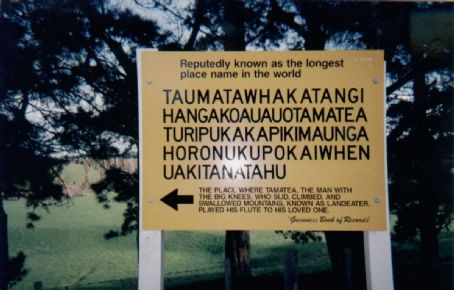 Reputedly known as the longest
place name in the world
TAUMATAWHAKATANGI
HANGAKOAUAUOTAMATEA
TURIPUKAKAPIKIMAUNGA
HORONUKUPOKAIWHEN
UAKITANATAHU
THE PLACE WHERE TAMATEA, THE MAN WITH
THE BIG KNEES, WHO SLID, CLIMBED, AND
SWALLOWED MOUNTAINS, KNOWN AS LANDEATER,
PLAYED HIS FLUTE TO HIS LOVED ONE.
'Guinness Book of Records'